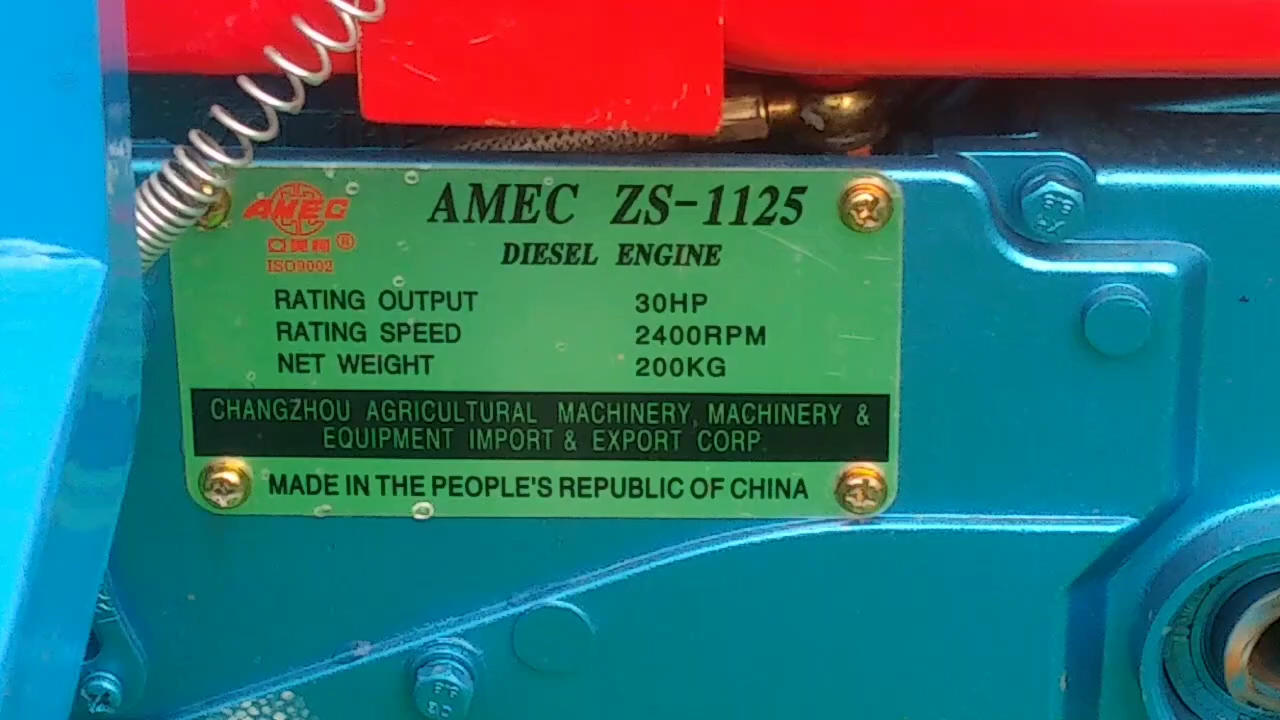 AMEC ZS-1125
AMEC
®
ISO9002
DIESEL ENGINE
RATING OUTPUT 30HP
RATING SPEED 2400RPM
NET WEIGHT 200KG
CHANGZHOU AGRICULTURAL MACHINERY, MACHINERY &
EQUIPMENT IMPORT & EXPORT CORP.
MADE IN THE PEOPLE'S REPUBLIC OF CHINA